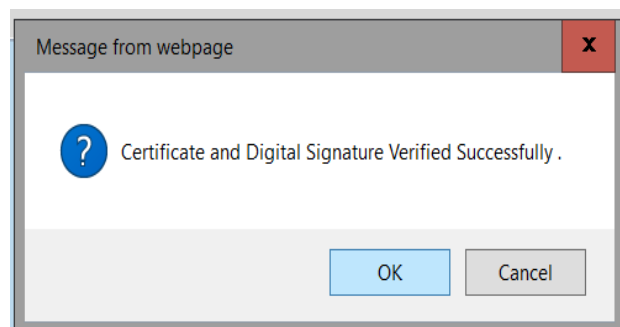 Message from webpage
x
?
Certificate and Digital Signature Verified Successfully .
OK
Cancel